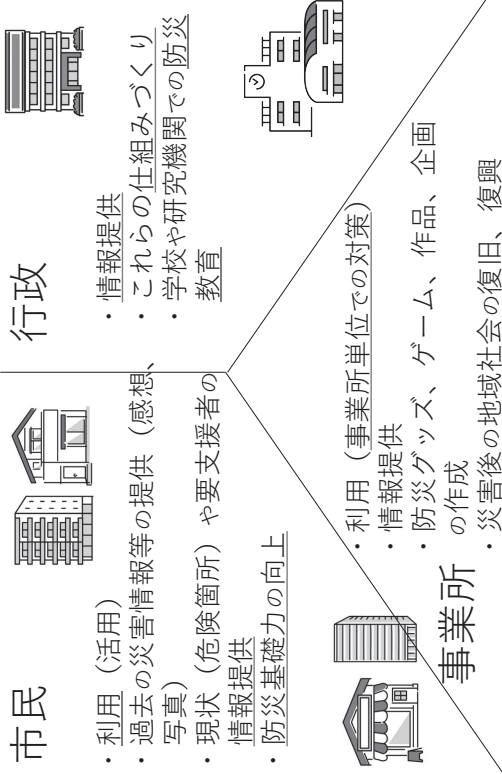 市民
・利用（活用）
・過去の災害情報等の提供（感想、
写真）
・現状（危険箇所）や要支援者の
情報提供
・防災基礎力の向上
行政
・情報提供
・これらの仕組みづくり
・学校や研究機関での防災
教育
事業所
・利用（事業所単位での対策）
・情報提供
・防災グッズ、ゲーム、作品、企画
の作成
・災害後の地域社会の復旧、復興